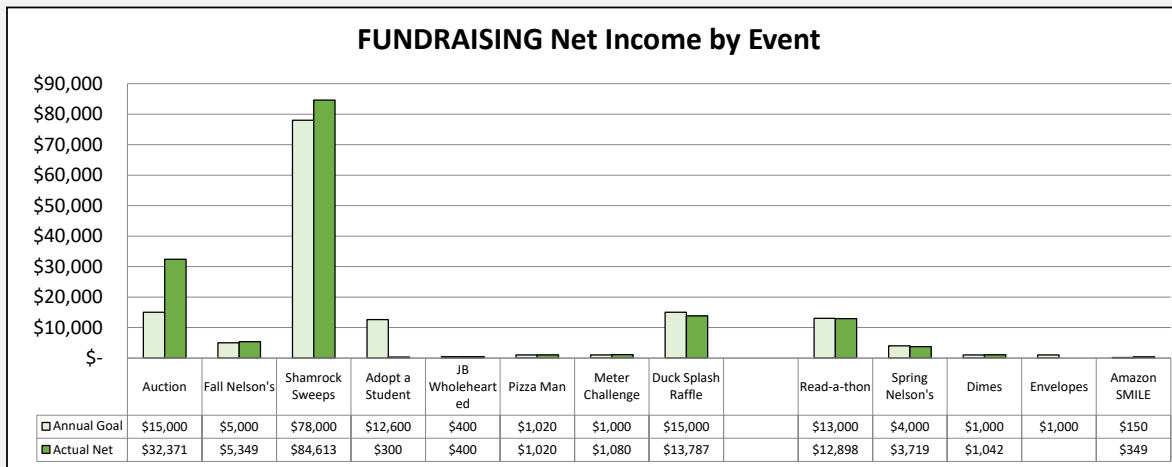 FUNDRAISING Net Income by Event
$90,000
$80,000
$70,000
$60,000
$50,000
$40,000
$30,000
$20,000
$10,000
$-
Auction Fall Nelson's Shamrock Sweeps Adopt a Student JB Wholehearted Pizza Man Meter Challenge Duck Splash Raffle Read-a-thon Spring Nelson's Dimes Envelopes Amazon SMILE
Annual Goal $15,000 $5,000 $78,000 $12,600 $400 $1,020 $1,000 $15,000 $13,000 $4,000 $1,000 $1,000 $150
Actual Net $32,371 $5,349 $84,613 $300 $400 $1,020 $1,080 $13,787 $12,898 $3,719 $1,042 $349